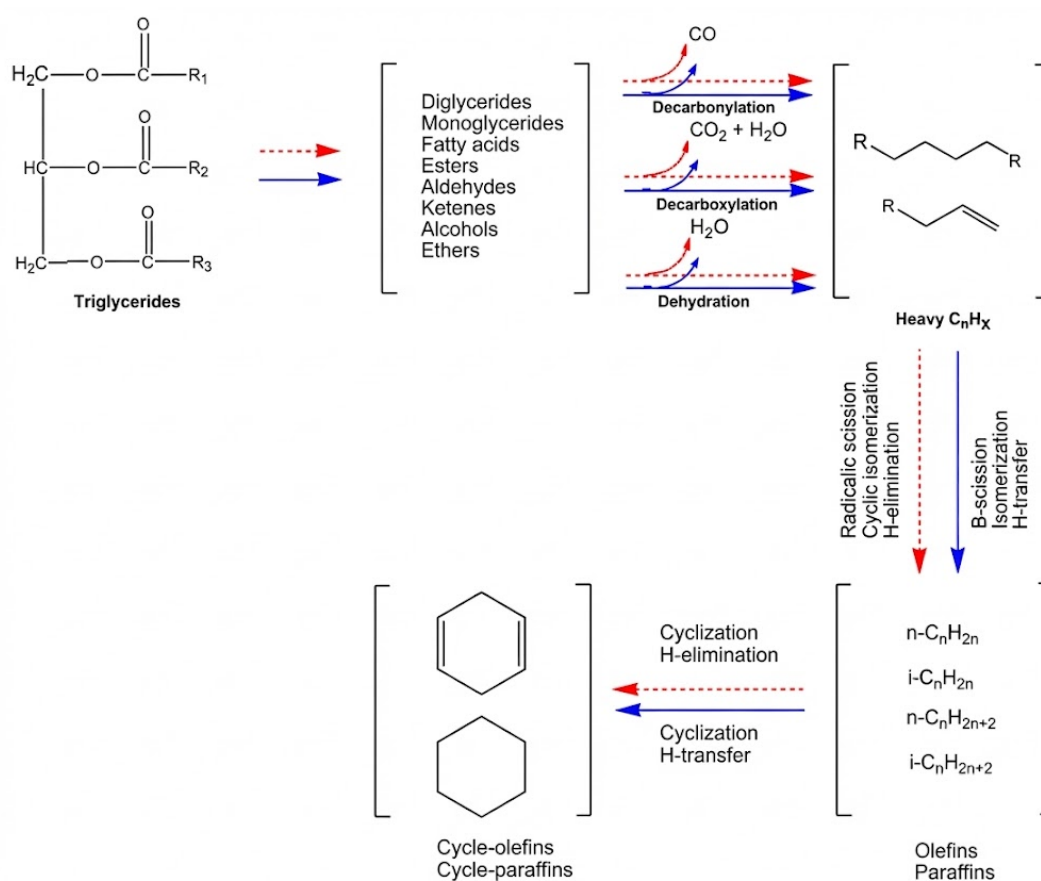 O
H₂C—O—C—R₁
O
HC—O—C—R₂
O
H₂C—O—C—R₃
Triglycerides
Diglycerides
Monoglycerides
Fatty acids
Esters
Aldehydes
Ketenes
Alcohols
Ethers
CO
Decarbonylation
CO₂ + H₂O
Decarboxylation
H₂O
Dehydration
R
R
R
Heavy CₙHₓ
Radicalic scission
Cyclic isomerization
H-elimination
B-scission
Isomerization
H-transfer
n-CₙH₂ₙ
i-CₙH₂ₙ
n-CₙH₂ₙ₊₂
i-CₙH₂ₙ₊₂
Olefins
Paraffins
Cyclization
H-elimination
Cyclization
H-transfer
Cycle-olefins
Cycle-paraffins